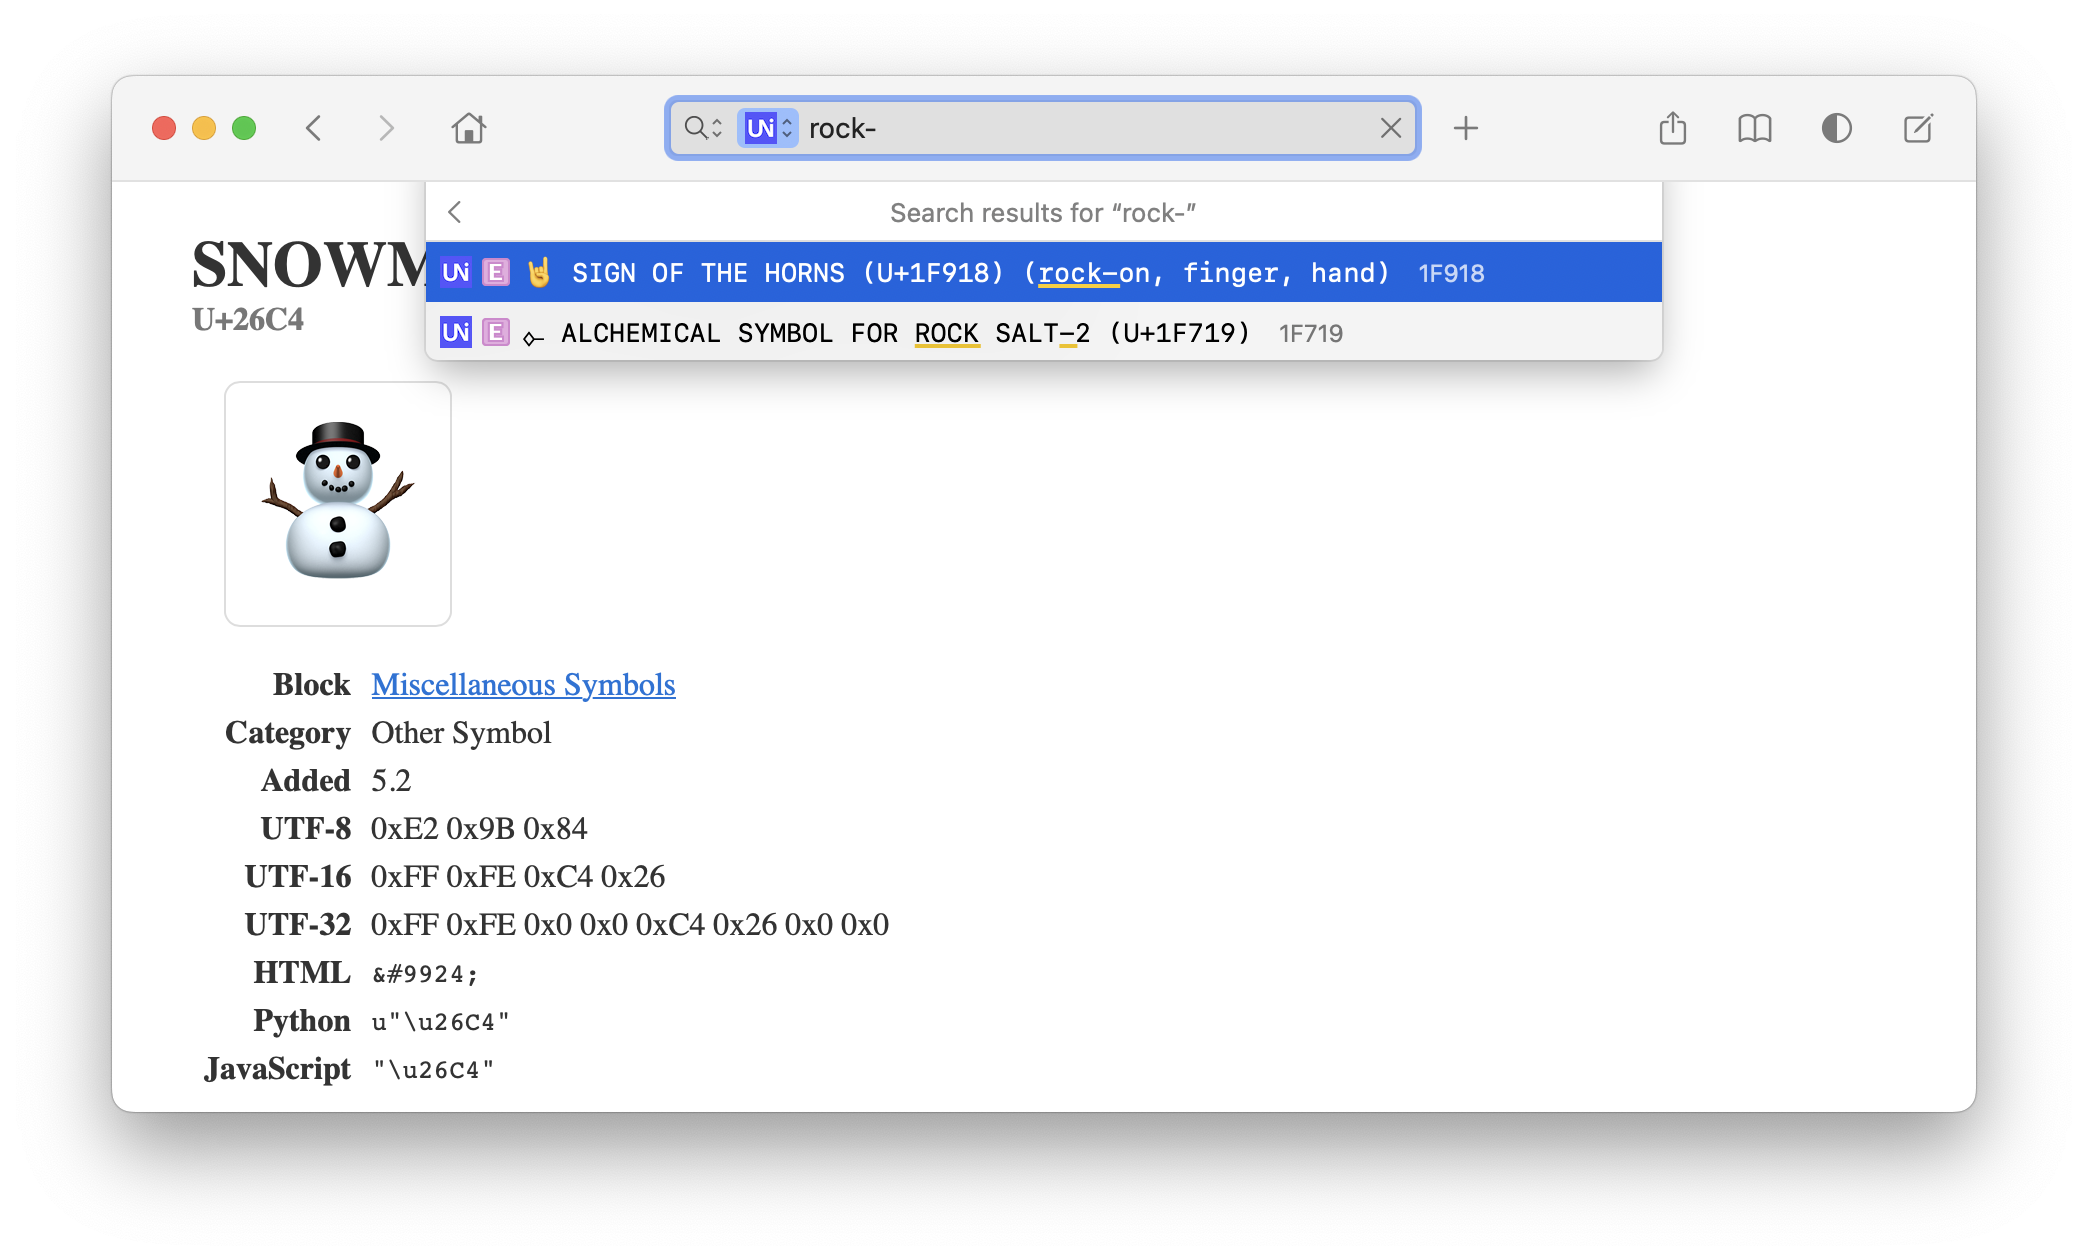 UNi rock-
Search results for “rock-”
UNi E 🤘 SIGN OF THE HORNS (U+1F918) (rock-on, finger, hand) 1F918
UNi E 🜙 ALCHEMICAL SYMBOL FOR ROCK SALT-2 (U+1F719) 1F719
SNOWM
U+26C4
Block Miscellaneous Symbols
Category Other Symbol
Added 5.2
UTF-8 0xE2 0x9B 0x84
UTF-16 0xFF 0xFE 0xC4 0x26
UTF-32 0xFF 0xFE 0x0 0x0 0xC4 0x26 0x0 0x0
HTML &#9924;
Python u"\u26C4"
JavaScript "\u26C4"